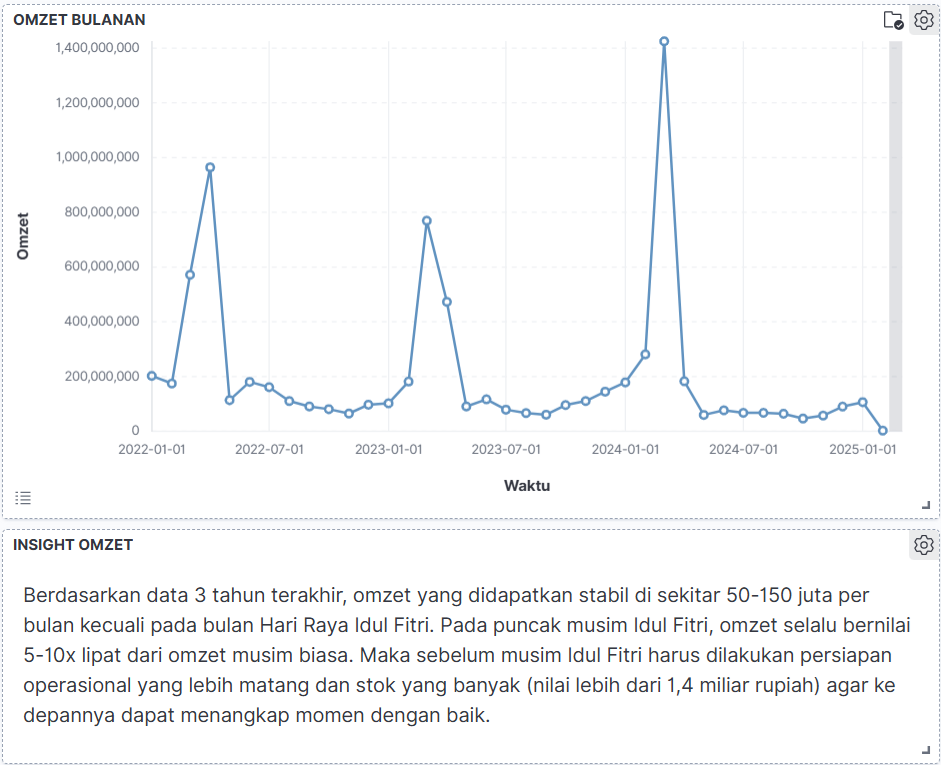 OMZET BULANAN
1,400,000,000
1,200,000,000
1,000,000,000
800,000,000
600,000,000
400,000,000
200,000,000
0
Omzet
2022-01-01 2022-07-01 2023-01-01 2023-07-01 2024-01-01 2024-07-01 2025-01-01
Waktu
INSIGHT OMZET
Berdasarkan data 3 tahun terakhir, omzet yang didapatkan stabil di sekitar 50-150 juta per
bulan kecuali pada bulan Hari Raya Idul Fitri. Pada puncak musim Idul Fitri, omzet selalu bernilai
5-10x lipat dari omzet musim biasa. Maka sebelum musim Idul Fitri harus dilakukan persiapan
operasional yang lebih matang dan stok yang banyak (nilai lebih dari 1,4 miliar rupiah) agar ke
depannya dapat menangkap momen dengan baik.